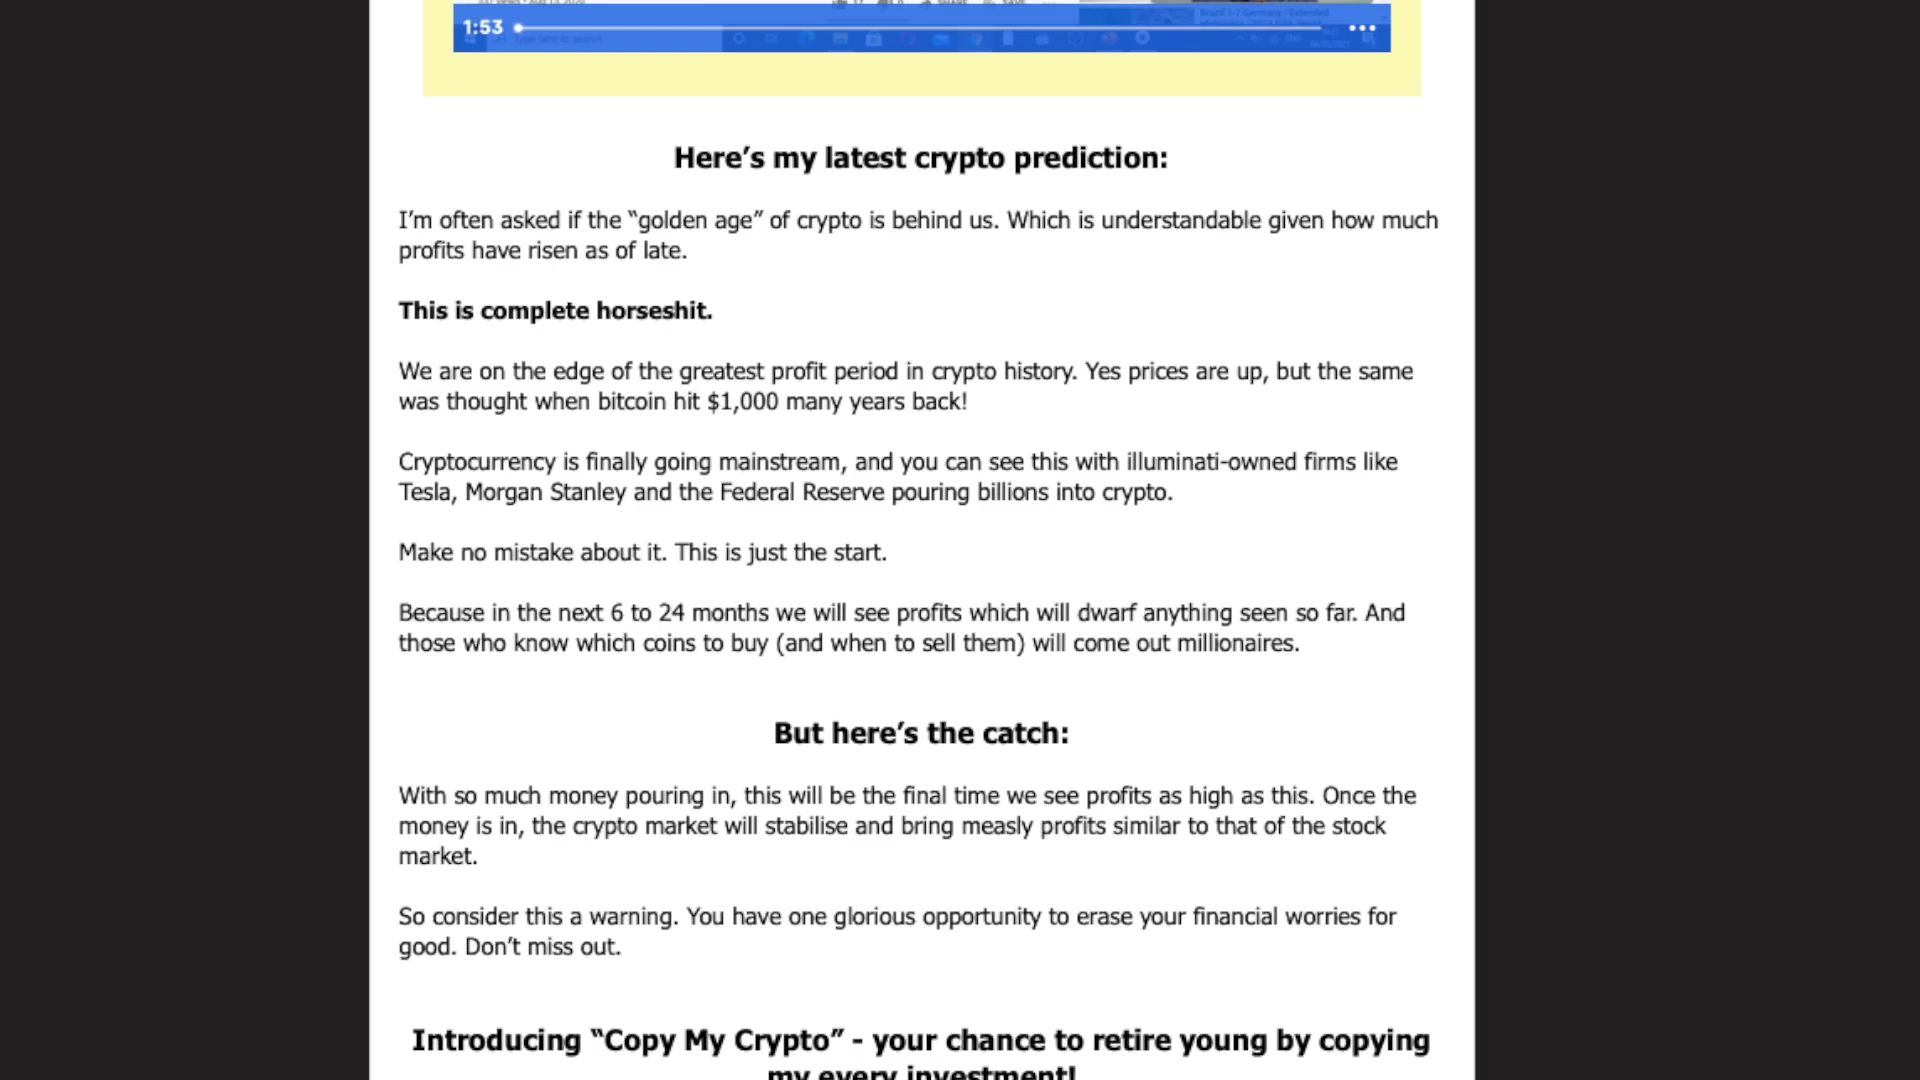 1:53
Type here to search
Here’s my latest crypto prediction:
I’m often asked if the “golden age” of crypto is behind us. Which is understandable given how much
profits have risen as of late.
This is complete horseshit.
We are on the edge of the greatest profit period in crypto history. Yes prices are up, but the same
was thought when bitcoin hit $1,000 many years back!
Cryptocurrency is finally going mainstream, and you can see this with illuminati-owned firms like
Tesla, Morgan Stanley and the Federal Reserve pouring billions into crypto.
Make no mistake about it. This is just the start.
Because in the next 6 to 24 months we will see profits which will dwarf anything seen so far. And
those who know which coins to buy (and when to sell them) will come out millionaires.
But here’s the catch:
With so much money pouring in, this will be the final time we see profits as high as this. Once the
money is in, the crypto market will stabilise and bring measly profits similar to that of the stock
market.
So consider this a warning. You have one glorious opportunity to erase your financial worries for
good. Don’t miss out.
Introducing “Copy My Crypto” - your chance to retire young by copying
my every investment!